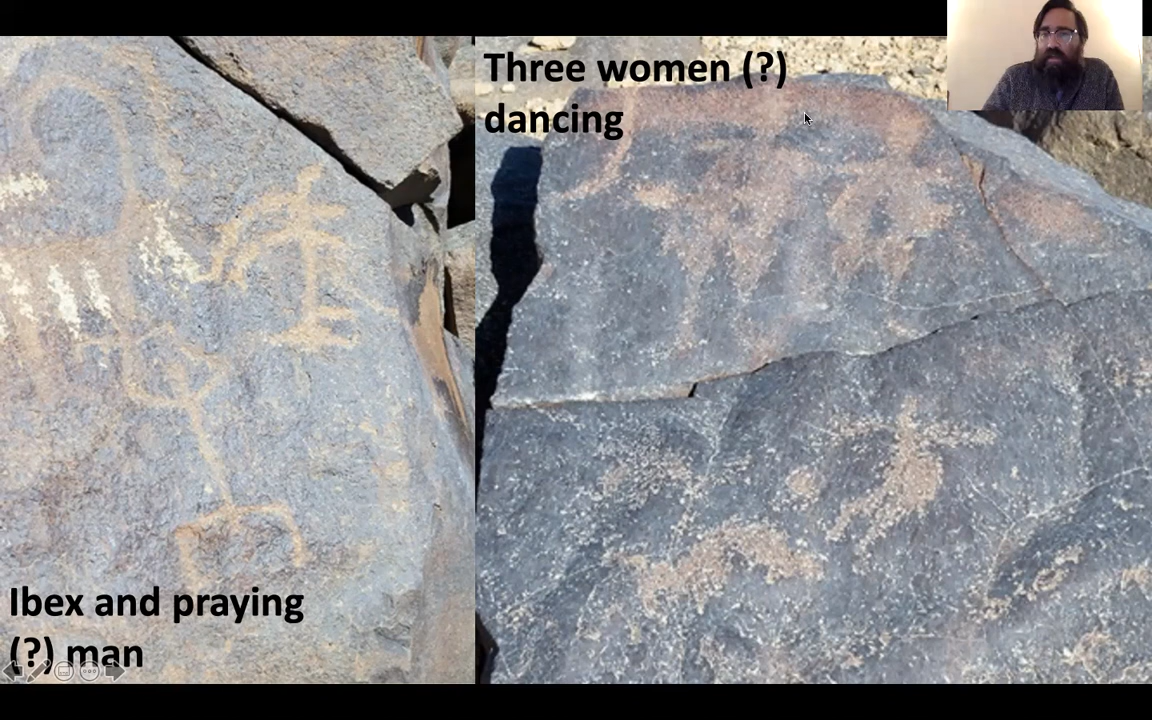 Three women (?)
dancing
Ibex and praying
(?) man